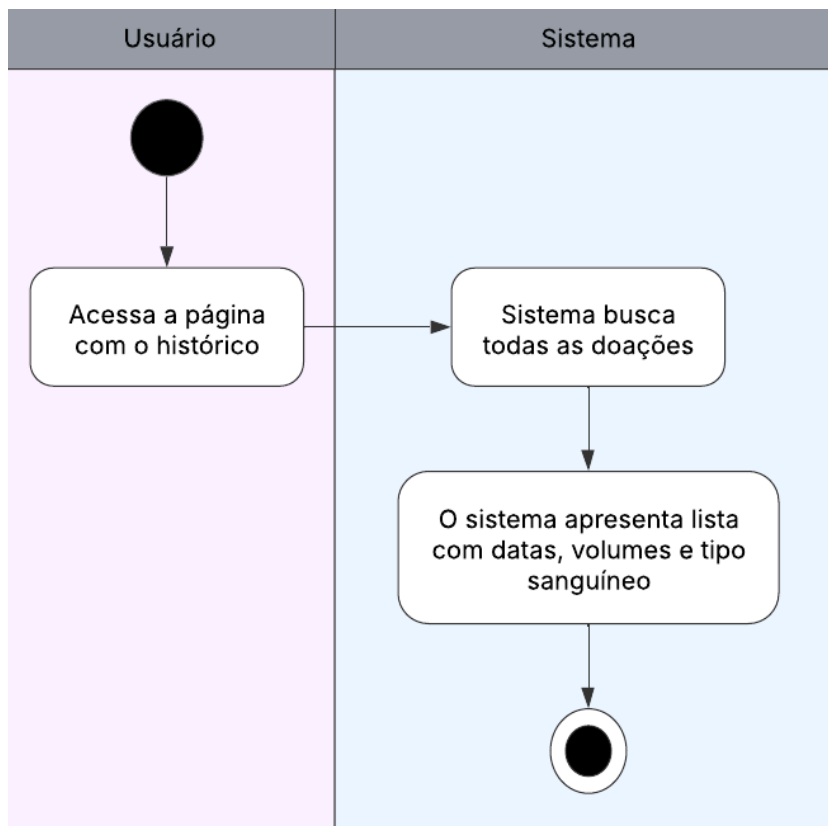 Usuário
Sistema
Acessa a página
com o histórico
Sistema busca
todas as doações
O sistema apresenta lista
com datas, volumes e tipo
sanguíneo